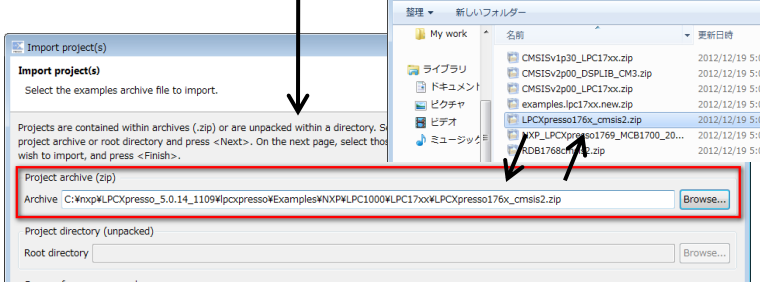 整理 ▼ 新しいフォルダー
My work
ライブラリ
ドキュメント
ピクチャ
ビデオ
ミュージック
名前 更新日時
CMSISv1p30_LPC17xx.zip 2012/12/19 5:
CMSISv2p00_DSPLIB_CM3.zip 2012/12/19 5:
CMSISv2p00_LPC17xx.zip 2012/12/19 5:
examples.lpc17xx.new.zip 2012/12/19 5:
LPCXpresso176x_cmsis2.zip 2012/12/19 5:
NXP_LPCXpresso1769_MCB1700_20... 2012/12/19 5:
RDB1768cmsis2.zip 2012/12/19 5:
Import project(s)
Import project(s)
Select the examples archive file to import.
Projects are contained within archives (.zip) or are unpacked within a directory.
project archive or root directory and press <Next>. On the next page, select
wish to import, and press <Finish>.
Project archive (zip)
Archive C:¥nxp¥LPCXpresso_5.0.14_1109¥lpcxpresso¥Examples¥NXP¥LPC1000¥LPC17xx¥LPCXpresso176x_cmsis2.zip Browse...
Project directory (unpacked)
Root directory Browse...